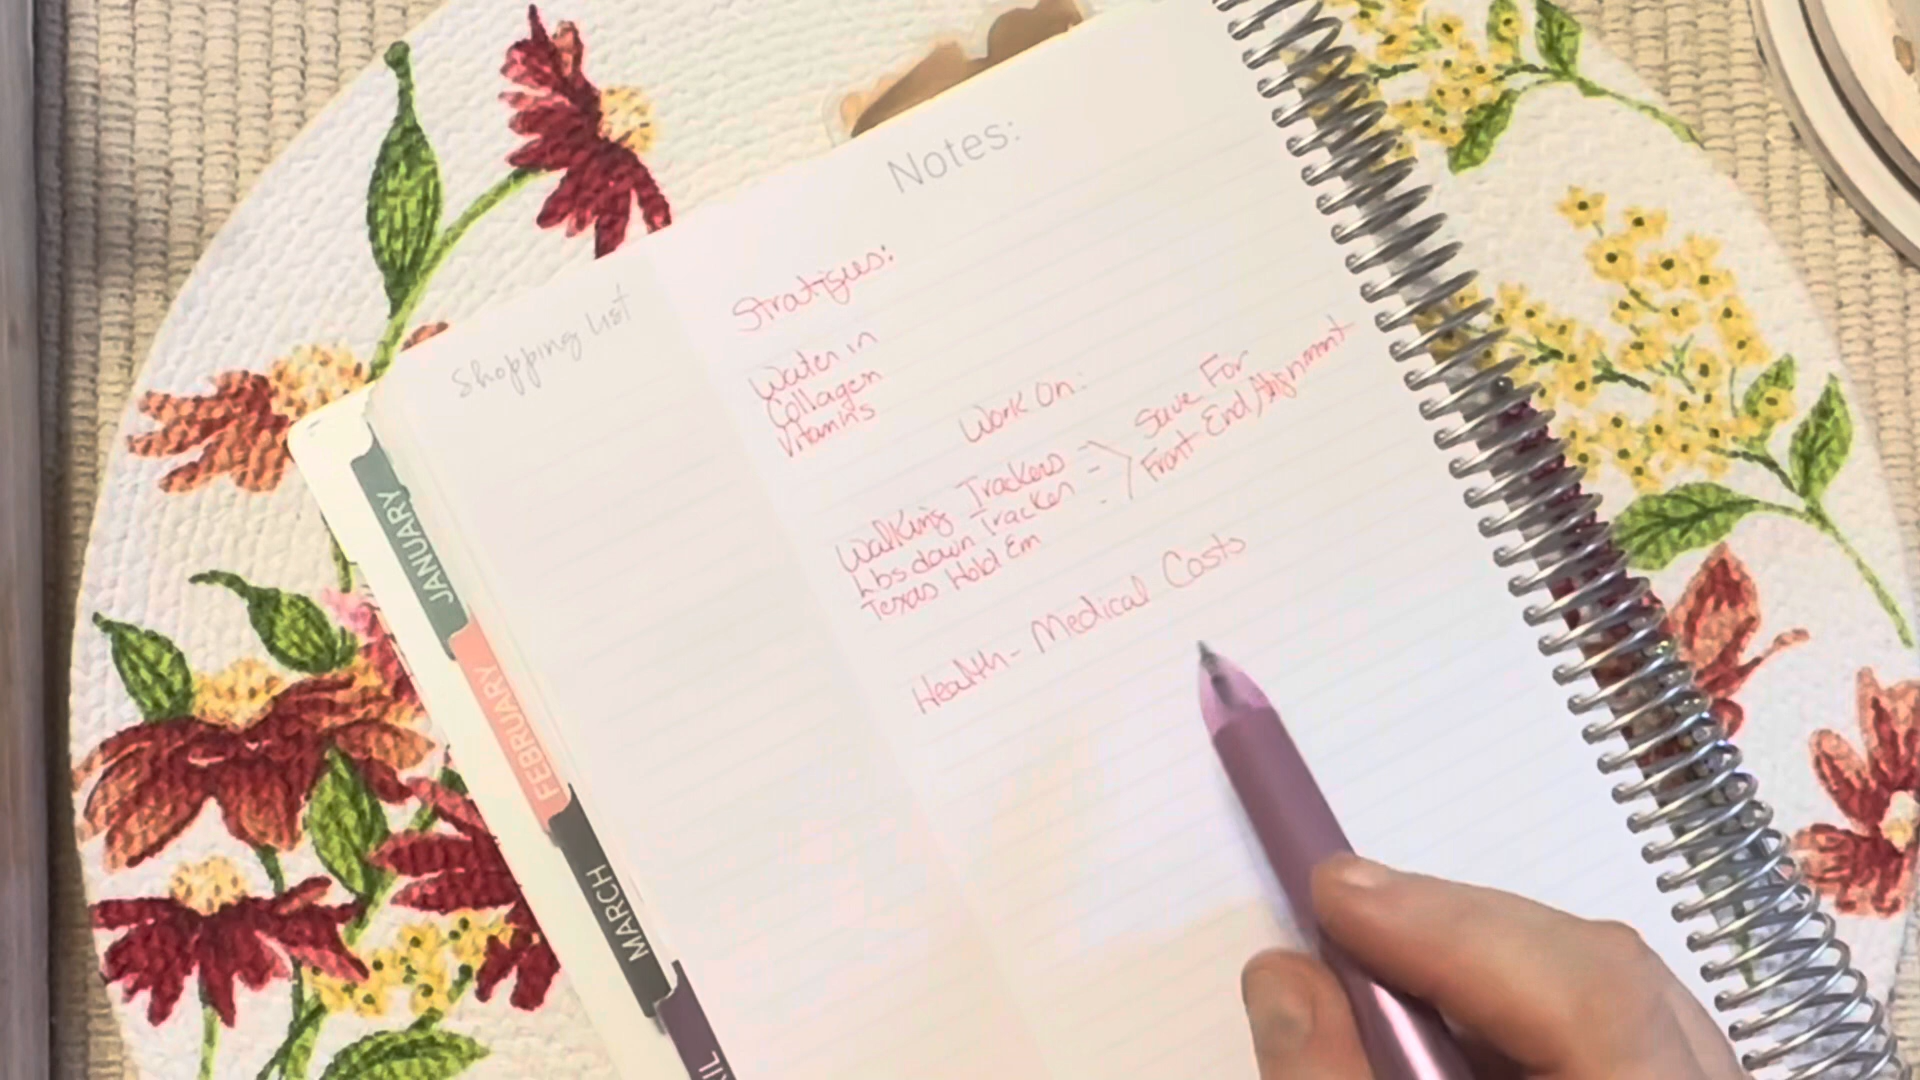 Notes:
Shopping List
Stratigies:
Water in
Collagen
Vitamins
Work On:
Walking Trackers
Lbs down Tracker
Texas Hold Em
Save For
Front End/Alignment
Health - Medical Costs
JANUARY
FEBRUARY
MARCH
RIL